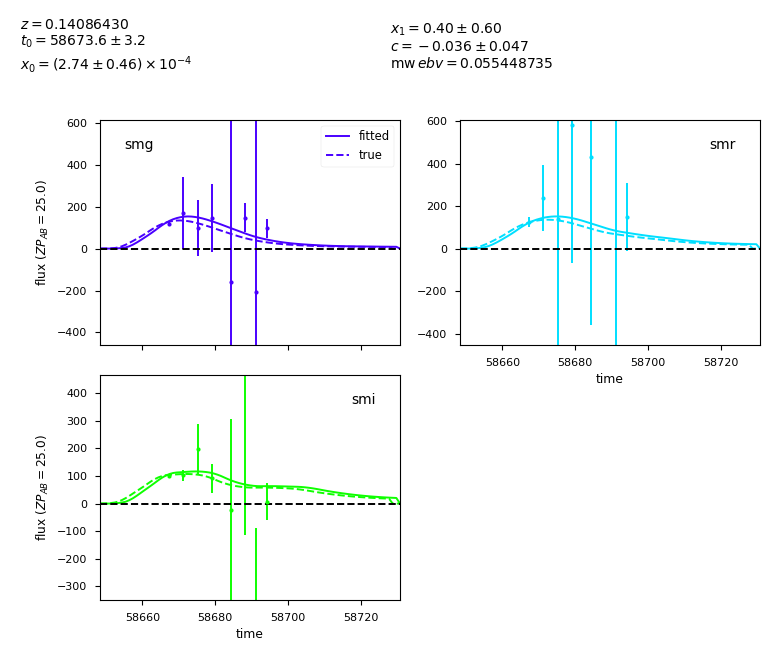 z = 0.14086430
t₀ = 58673.6 ± 3.2
x₀ = (2.74 ± 0.46) × 10⁻⁴
x₁ = 0.40 ± 0.60
c = −0.036 ± 0.047
mw ebv = 0.055448735
smg
fitted
true
600
400
200
0
−200
−400
flux (ZP_AB = 25.0)
smr
600
400
200
0
−200
−400
58660 58680 58700 58720
time
smi
400
300
200
100
0
−100
−200
−300
flux (ZP_AB = 25.0)
58660 58680 58700 58720
time